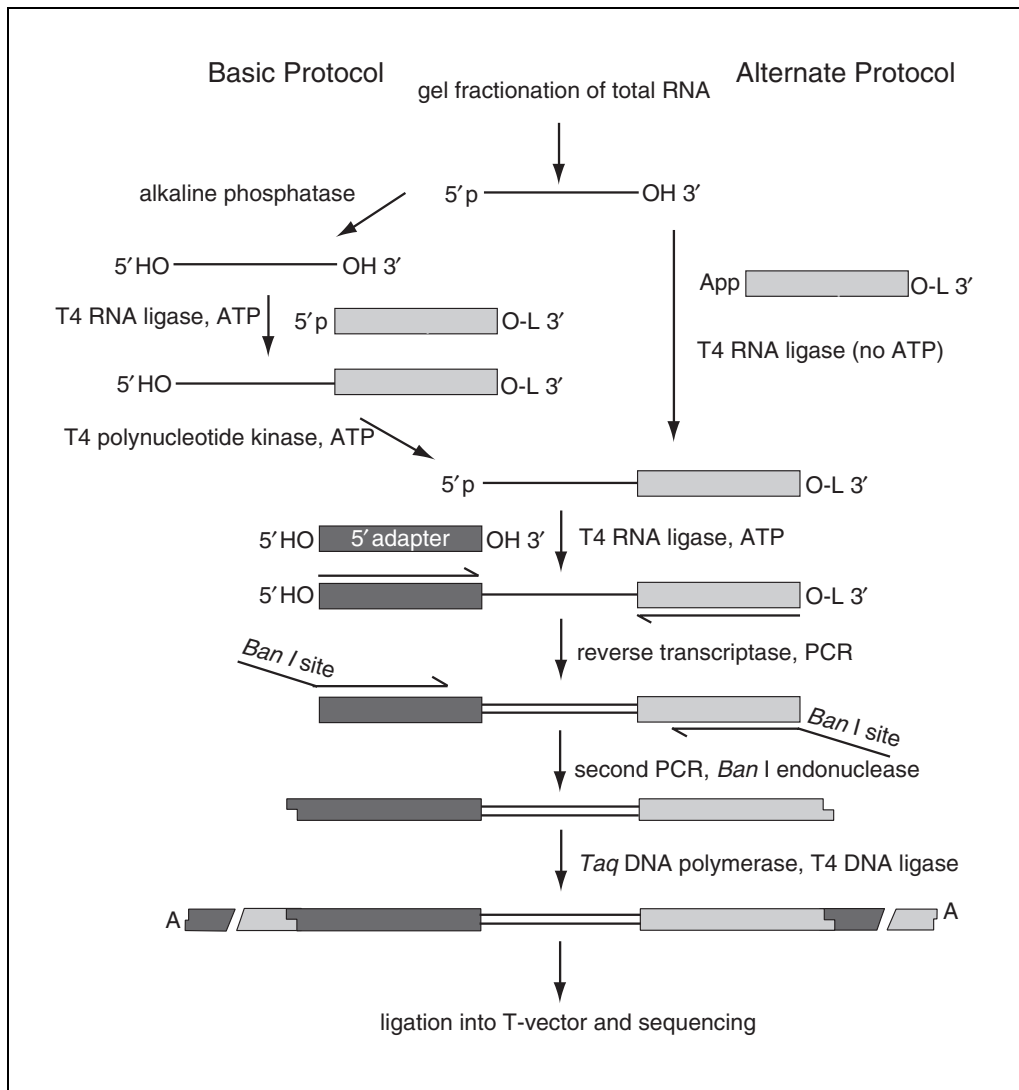 Basic Protocol
Alternate Protocol
gel fractionation of total RNA
alkaline phosphatase
5′p
OH 3′
5′HO
OH 3′
App
O-L 3′
T4 RNA ligase, ATP
5′p
O-L 3′
T4 RNA ligase (no ATP)
5′HO
O-L 3′
T4 polynucleotide kinase, ATP
5′p
O-L 3′
5′HO
5′adapter
OH 3′
T4 RNA ligase, ATP
5′HO
O-L 3′
reverse transcriptase, PCR
Ban I site
Ban I site
second PCR, Ban I endonuclease
Taq DNA polymerase, T4 DNA ligase
A
A
ligation into T-vector and sequencing